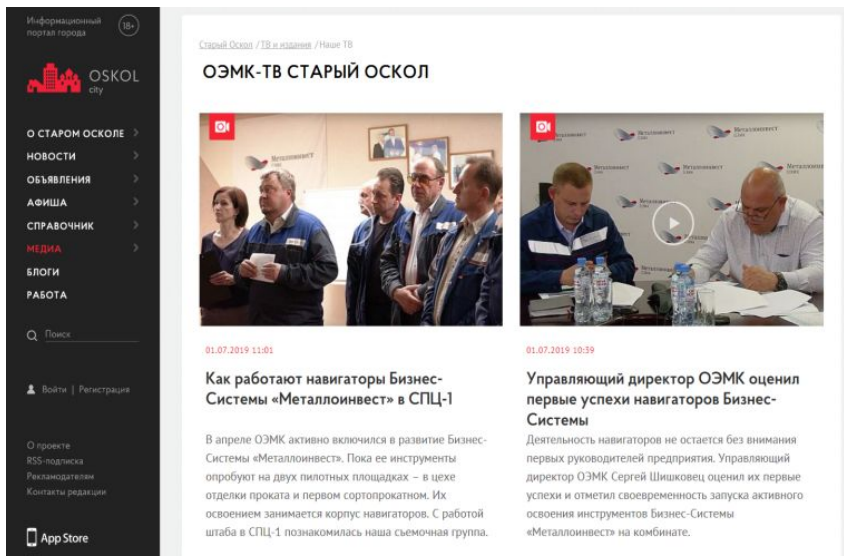 Информационный
портал города
18+
OSKOL
city
О СТАРОМ ОСКОЛЕ
НОВОСТИ
ОБЪЯВЛЕНИЯ
АФИША
СПРАВОЧНИК
МЕДИА
БЛОГИ
РАБОТА
Поиск
Войти | Регистрация
О проекте
RSS-подписка
Рекламодателям
Контакты редакции
App Store
Старый Оскол / ТВ и издания / Наше ТВ
ОЭМК-ТВ СТАРЫЙ ОСКОЛ
Металлоинвест
01.07.2019 11:01
Как работают навигаторы Бизнес-
Системы «Металлоинвест» в СПЦ-1
В апреле ОЭМК активно включился в развитие Бизнес-
Системы «Металлоинвест». Пока ее инструменты
опробуют на двух пилотных площадках – в цехе
отделки проката и первом сортопрокатном. Их
освоением занимается корпус навигаторов. С работой
штаба в СПЦ-1 познакомилась наша съемочная группа.
Металлоинвест
Металлоинвест
Металлоинвест
Металлоинвест
01.07.2019 10:39
Управляющий директор ОЭМК оценил
первые успехи навигаторов Бизнес-
Системы
Деятельность навигаторов не остается без внимания
первых руководителей предприятия. Управляющий
директор ОЭМК Сергей Шишковец оценил их первые
успехи и отметил своевременность запуска активного
освоения инструментов Бизнес-Системы
«Металлоинвест» на комбинате.